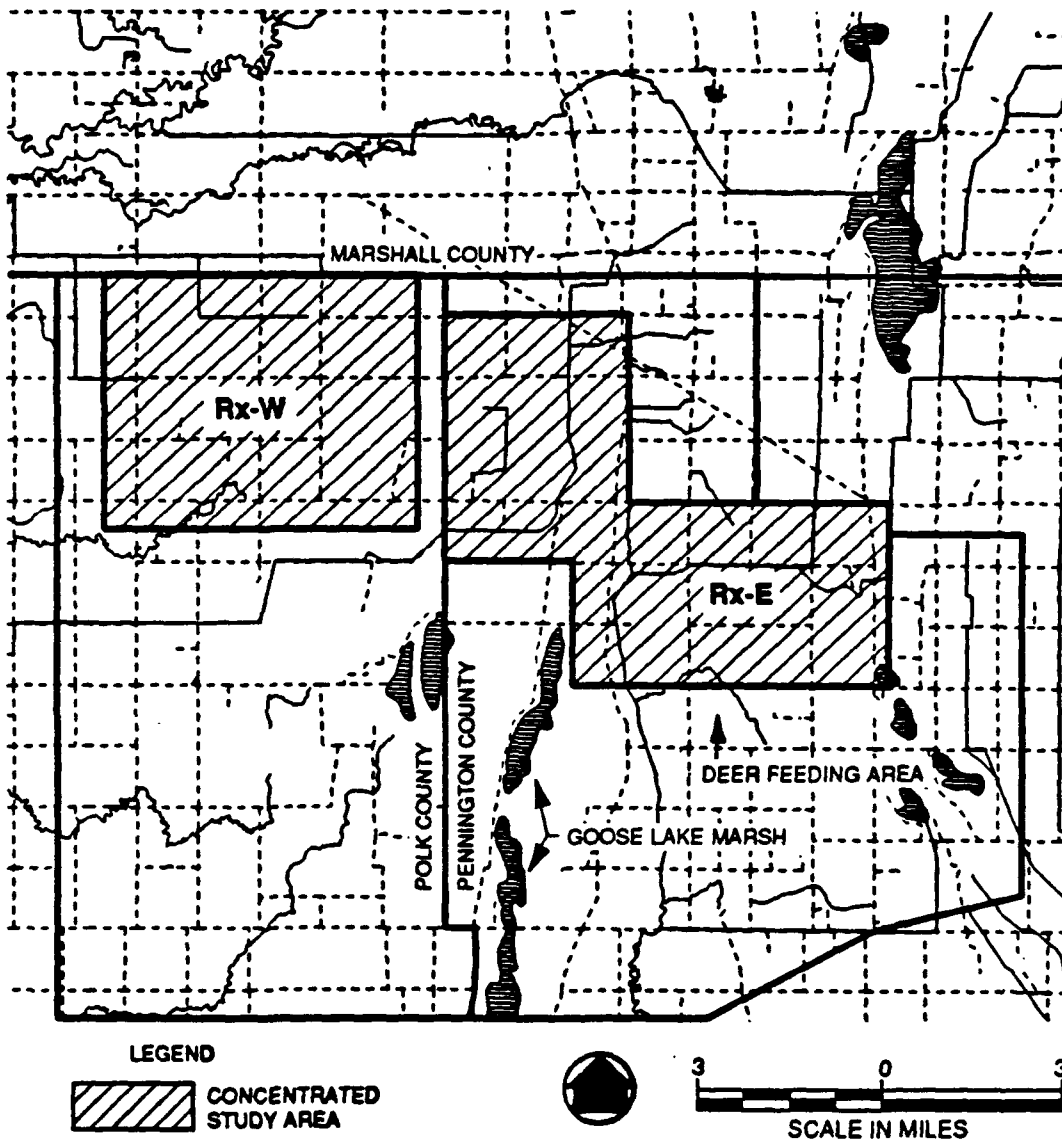 MARSHALL COUNTY
Rx-W
Rx-E
POLK COUNTY
PENNINGTON COUNTY
DEER FEEDING AREA
GOOSE LAKE MARSH
LEGEND
CONCENTRATED
STUDY AREA
3 0 3
SCALE IN MILES